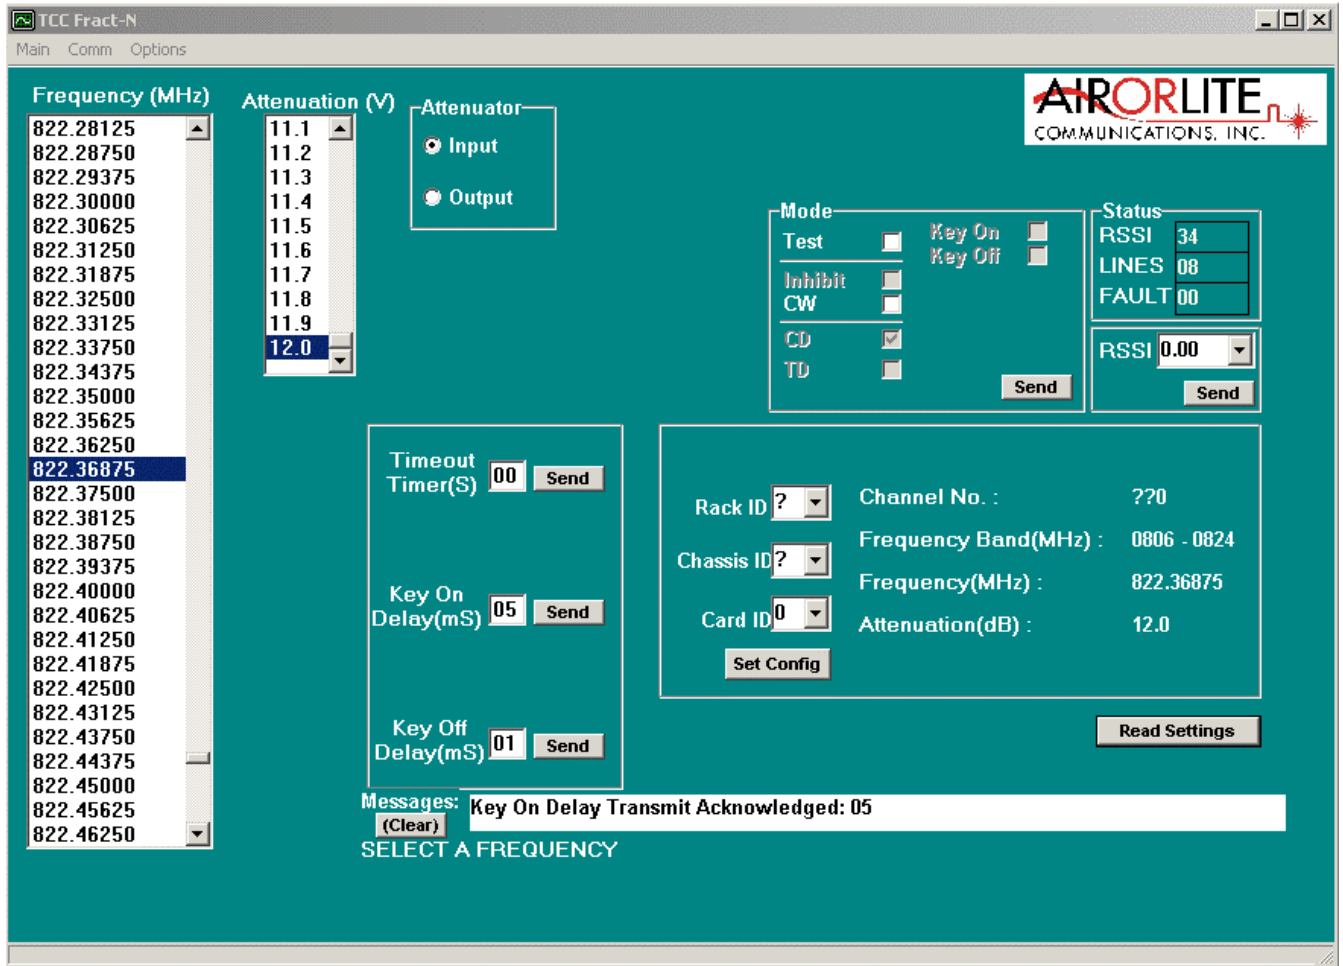 TCC Fract-N
Main Comm Options
Frequency (MHz)
822.28125
822.28750
822.29375
822.30000
822.30625
822.31250
822.31875
822.32500
822.33125
822.33750
822.34375
822.35000
822.35625
822.36250
822.36875
822.37500
822.38125
822.38750
822.39375
822.40000
822.40625
822.41250
822.41875
822.42500
822.43125
822.43750
822.44375
822.45000
822.45625
822.46250
Attenuation (V)
11.1
11.2
11.3
11.4
11.5
11.6
11.7
11.8
11.9
12.0
Attenuator
Input
Output
AIRORLITE
COMMUNICATIONS, INC.
Mode
Test
Inhibit
CW
CD
TD
Key On
Key Off
Send
Status
RSSI 34
LINES 08
FAULT 00
RSSI 0.00
Send
Timeout
Timer(S) 00 Send
Key On
Delay(mS) 05 Send
Key Off
Delay(mS) 01 Send
Rack ID ?
Chassis ID ?
Card ID 0
Set Config
Channel No. : ??0
Frequency Band(MHz) : 0806 - 0824
Frequency(MHz) : 822.36875
Attenuation(dB) : 12.0
Read Settings
Messages: Key On Delay Transmit Acknowledged: 05
(Clear)
SELECT A FREQUENCY